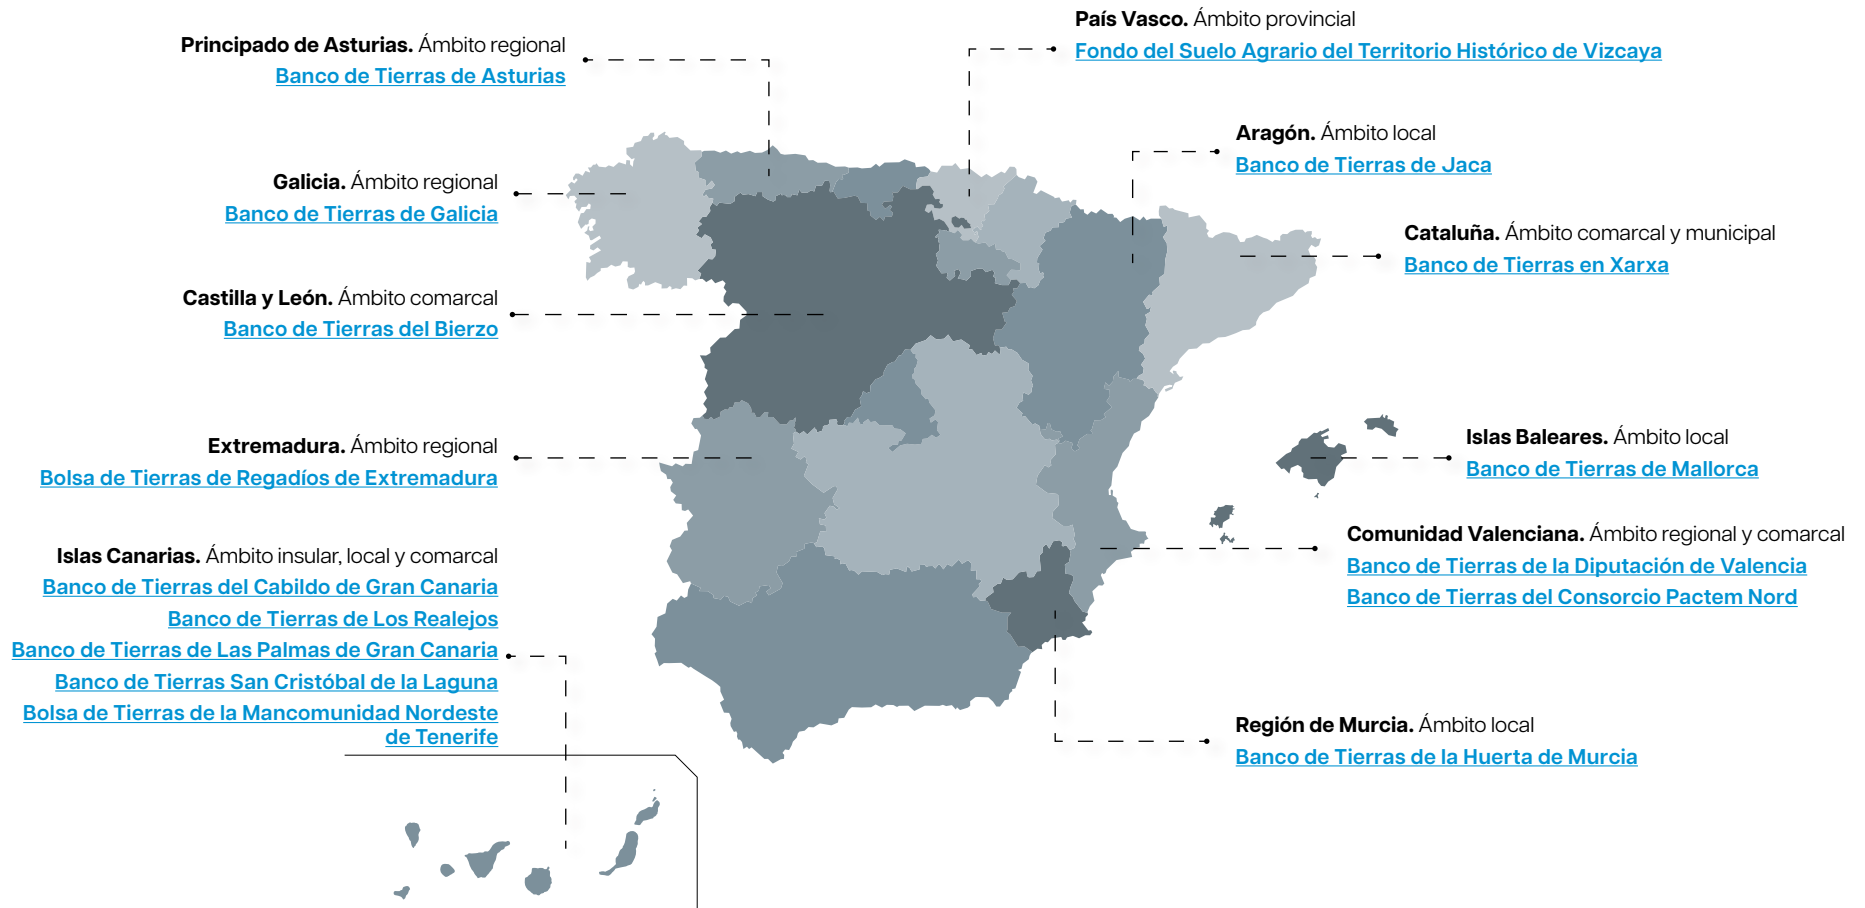 Principado de Asturias. Ámbito regional
Banco de Tierras de Asturias
Galicia. Ámbito regional
Banco de Tierras de Galicia
Castilla y León. Ámbito comarcal
Banco de Tierras del Bierzo
Extremadura. Ámbito regional
Bolsa de Tierras de Regadíos de Extremadura
Islas Canarias. Ámbito insular, local y comarcal
Banco de Tierras del Cabildo de Gran Canaria
Banco de Tierras de Los Realejos
Banco de Tierras de Las Palmas de Gran Canaria
Banco de Tierras San Cristóbal de la Laguna
Bolsa de Tierras de la Mancomunidad Nordeste
de Tenerife
País Vasco. Ámbito provincial
Fondo del Suelo Agrario del Territorio Histórico de Vizcaya
Aragón. Ámbito local
Banco de Tierras de Jaca
Cataluña. Ámbito comarcal y municipal
Banco de Tierras en Xarxa
Islas Baleares. Ámbito local
Banco de Tierras de Mallorca
Comunidad Valenciana. Ámbito regional y comarcal
Banco de Tierras de la Diputación de Valencia
Banco de Tierras del Consorcio Pactem Nord
Región de Murcia. Ámbito local
Banco de Tierras de la Huerta de Murcia